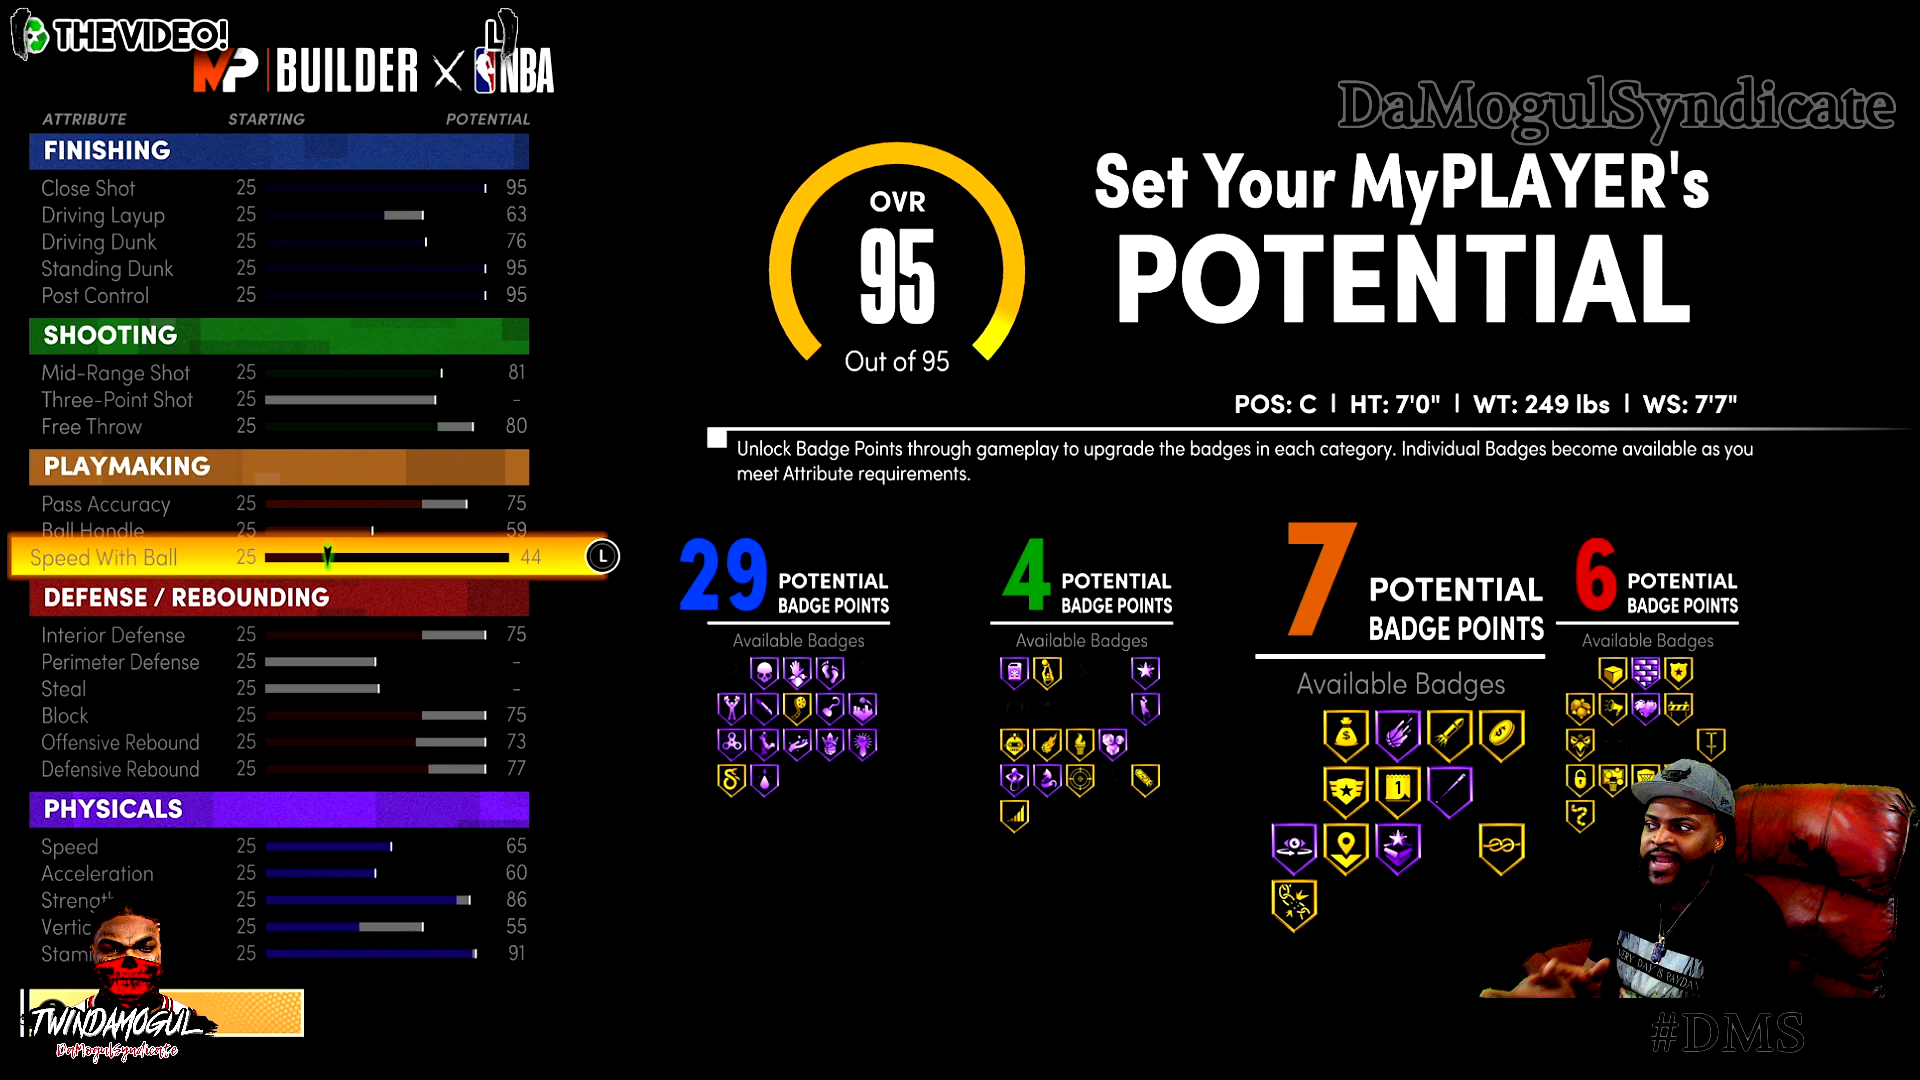 THE VIDEO!
MP | BUILDER X NBA
DaMogulSyndicate
ATTRIBUTE STARTING POTENTIAL
FINISHING
Close Shot 25 95
Driving Layup 25 63
Driving Dunk 25 76
Standing Dunk 25 95
Post Control 25 95
SHOOTING
Mid-Range Shot 25 81
Three-Point Shot 25 -
Free Throw 25 80
PLAYMAKING
Pass Accuracy 25 75
Ball Handle 25 59
Speed With Ball 25 44 L
DEFENSE / REBOUNDING
Interior Defense 25 75
Perimeter Defense 25 -
Steal 25 -
Block 25 75
Offensive Rebound 25 73
Defensive Rebound 25 77
PHYSICALS
Speed 25 65
Acceleration 25 60
Strengt 25 86
Vertic 25 55
Stam 25 91
TWINDAMOGUL
DaMogulSyndicate
OVR
95
Out of 95
Set Your MyPLAYER's
POTENTIAL
POS: C | HT: 7'0" | WT: 249 lbs | WS: 7'7"
Unlock Badge Points through gameplay to upgrade the badges in each category. Individual Badges become available as you
meet Attribute requirements.
29 POTENTIAL
BADGE POINTS
Available Badges
4 POTENTIAL
BADGE POINTS
Available Badges
7 POTENTIAL
BADGE POINTS
Available Badges
6 POTENTIAL
BADGE POINTS
Available Badges
#DMS